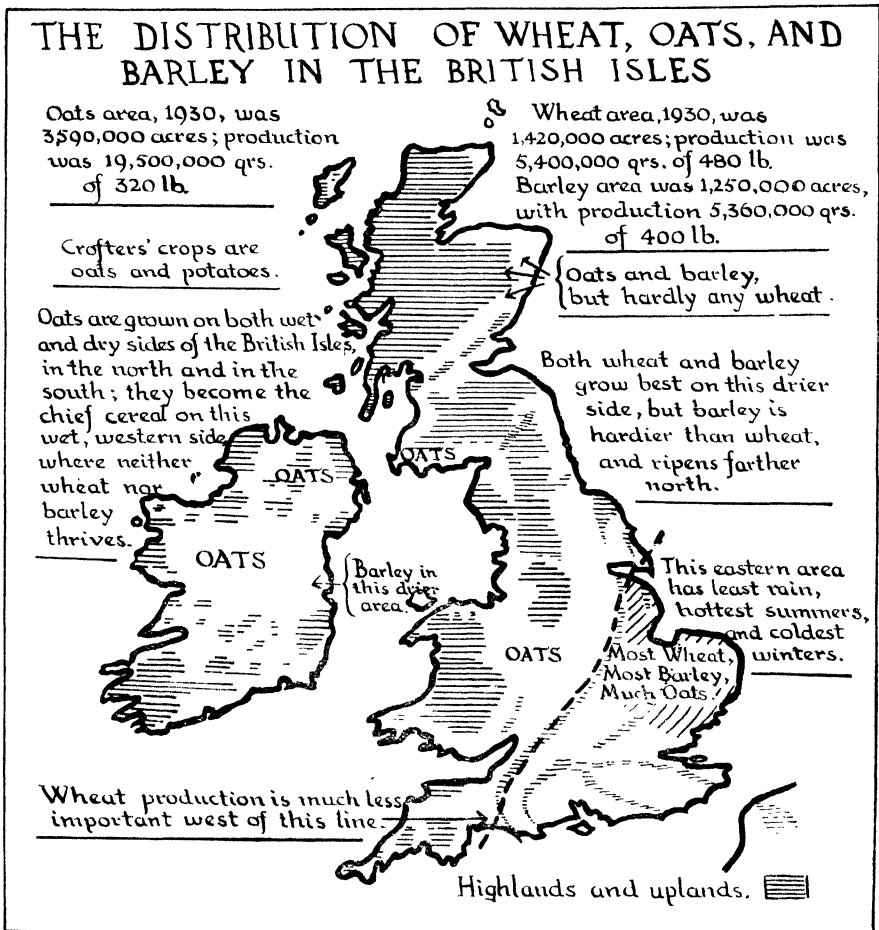 THE DISTRIBUTION OF WHEAT, OATS, AND
BARLEY IN THE BRITISH ISLES
Oats area, 1930, was
3,590,000 acres; production
was 19,500,000 qrs.
of 320 lb.
Wheat area, 1930, was
1,420,000 acres; production was
5,400,000 qrs. of 480 lb.
Barley area was 1,250,000 acres,
with production 5,360,000 qrs.
of 400 lb.
Crofters' crops are
oats and potatoes.
Oats and barley,
but hardly any wheat.
Oats are grown on both wet
and dry sides of the British Isles,
in the north and in the
south; they become the
chief cereal on this
wet, western side
where neither
wheat nor
barley
thrives.
Both wheat and barley
grow best on this drier
side, but barley is
hardier than wheat,
and ripens farther
north.
OATS
OATS
OATS
Barley in
this drier
area.
This eastern area
has least rain,
hottest summers,
and coldest
winters.
OATS
Most Wheat,
Most Barley,
Much Oats.
Wheat production is much less
important west of this line.
Highlands and uplands.